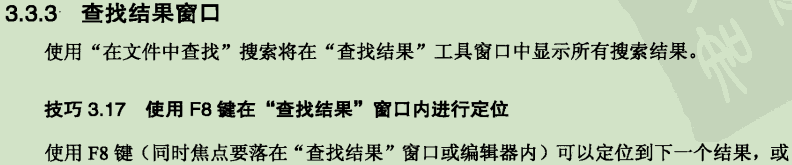 3.3.3 查找结果窗口
使用“在文件中查找”搜索将在“查找结果”工具窗口中显示所有搜索结果。
技巧 3.17 使用 F8 键在“查找结果”窗口内进行定位
使用 F8 键（同时焦点要落在“查找结果”窗口或编辑器内）可以定位到下一个结果，或